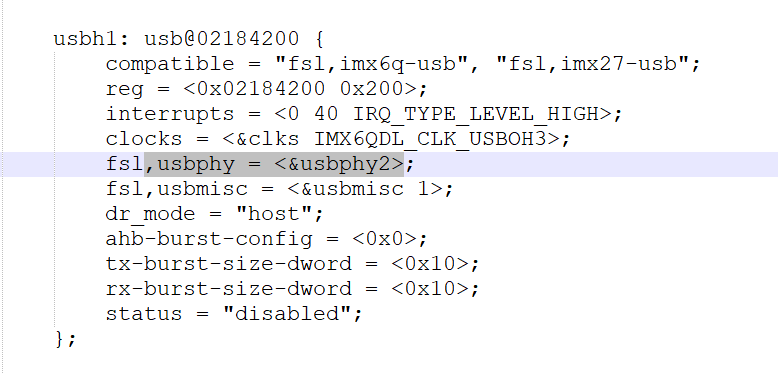 usbh1: usb@02184200 {
compatible = "fsl,imx6q-usb", "fsl,imx27-usb";
reg = <0x02184200 0x200>;
interrupts = <0 40 IRQ_TYPE_LEVEL_HIGH>;
clocks = <&clks IMX6QDL_CLK_USBOH3>;
fsl,usbphy = <&usbphy2>;
fsl,usbmisc = <&usbmisc 1>;
dr_mode = "host";
ahb-burst-config = <0x0>;
tx-burst-size-dword = <0x10>;
rx-burst-size-dword = <0x10>;
status = "disabled";
};